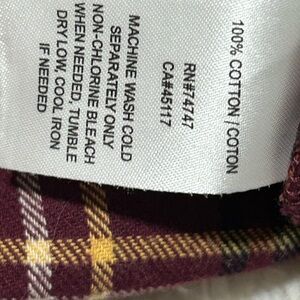 100% COTTON / COTON
RN#74747
CA#45117
MACHINE WASH COLD
SEPARATELY ONLY
NON-CHLORINE BLEACH
WHEN NEEDED, TUMBLE
DRY LOW, COOL IRON
IF NEEDED